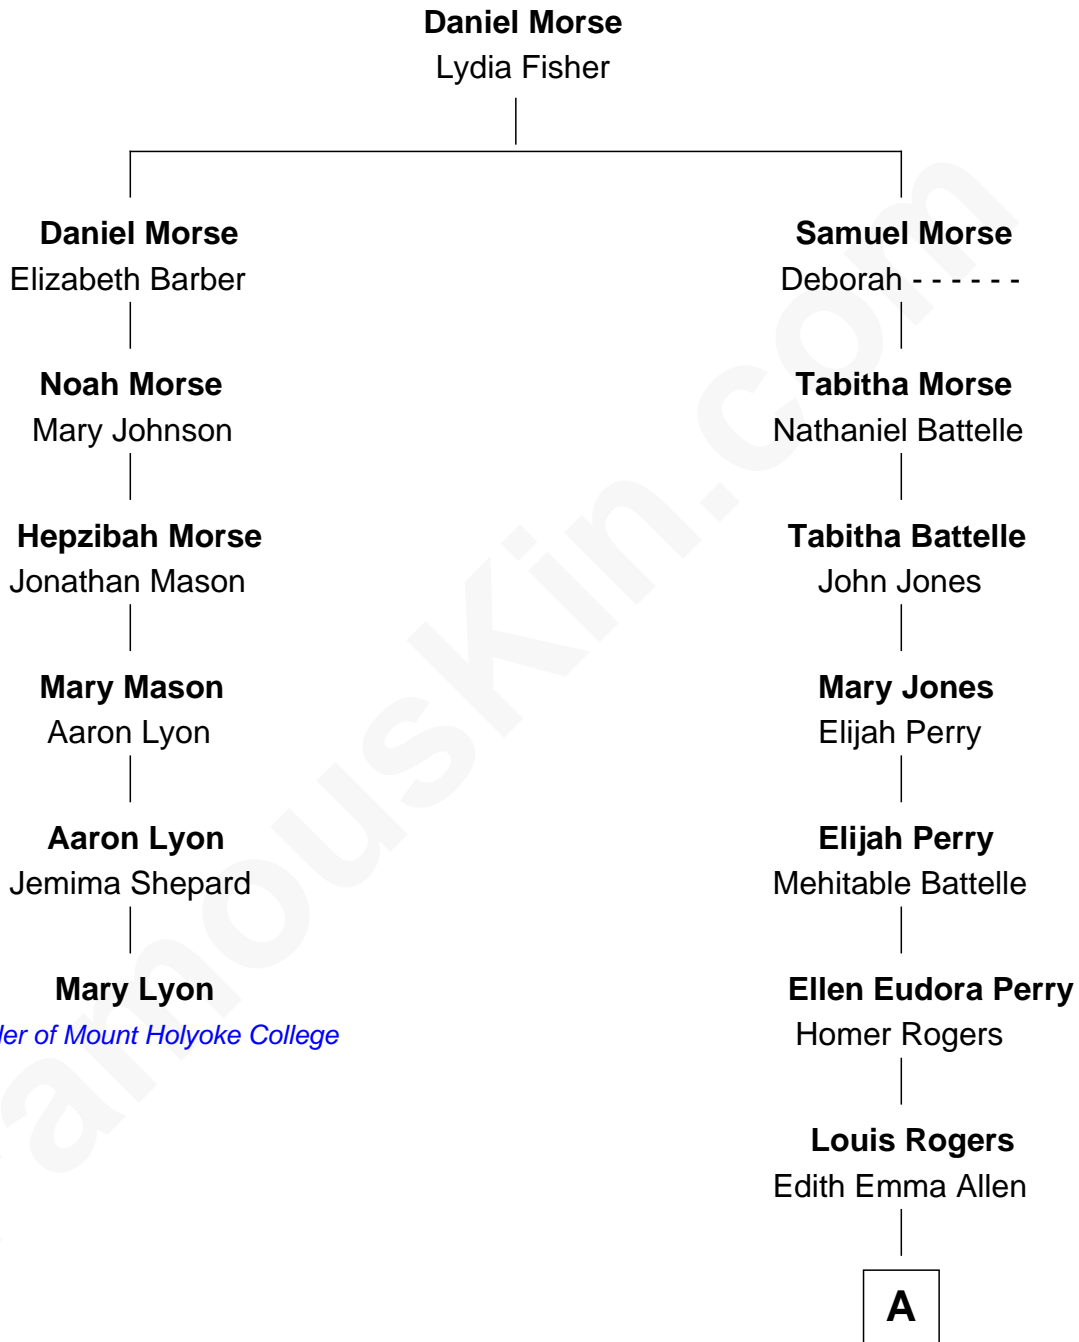 Daniel Morse
Lydia Fisher
Daniel Morse
Elizabeth Barber
Samuel Morse
Deborah - - - - - -
Noah Morse
Mary Johnson
Tabitha Morse
Nathaniel Battelle
Hepzibah Morse
Jonathan Mason
Tabitha Battelle
John Jones
Mary Mason
Aaron Lyon
Mary Jones
Elijah Perry
Aaron Lyon
Jemima Shepard
Elijah Perry
Mehitable Battelle
Mary Lyon
der of Mount Holyoke College
Ellen Eudora Perry
Homer Rogers
Louis Rogers
Edith Emma Allen
A
amouskin.com